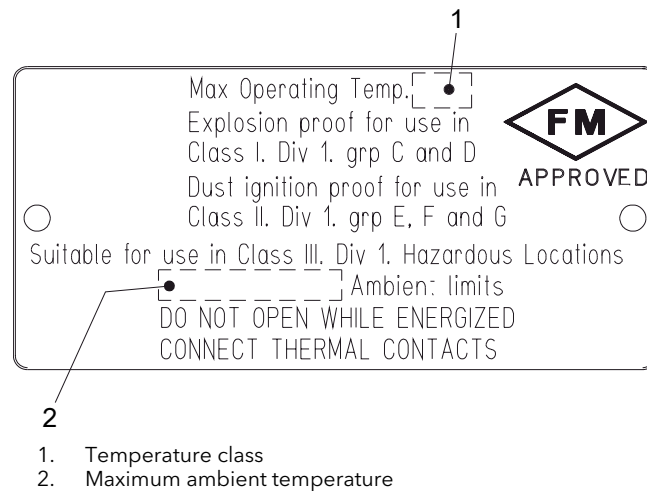 1
Max Operating Temp.
Explosion proof for use in
Class I. Div 1. grp C and D
FM
APPROVED
Dust ignition proof for use in
Class II. Div 1. grp E, F and G
Suitable for use in Class III. Div 1. Hazardous Locations
Ambien: limits
DO NOT OPEN WHILE ENERGIZED
CONNECT THERMAL CONTACTS
2
1. Temperature class
2. Maximum ambient temperature